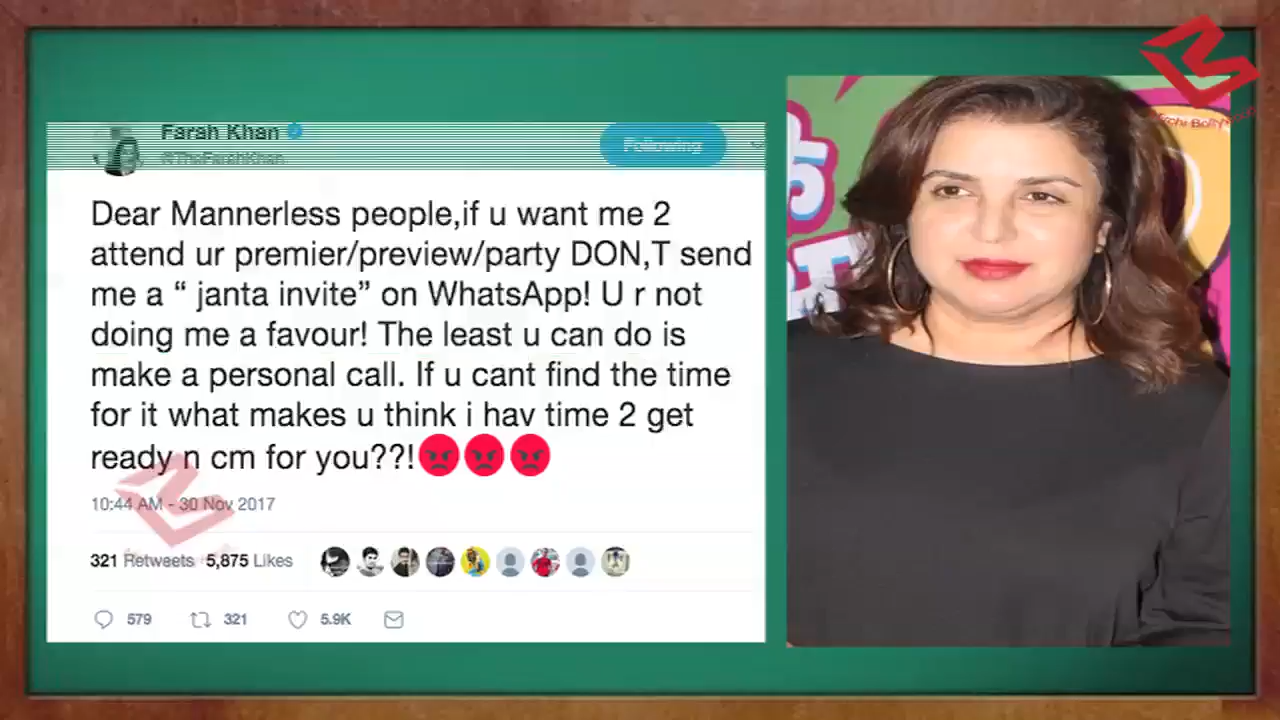 Farah Khan
@TheFarahKhan
Following
Dear Mannerless people,if u want me 2
attend ur premier/preview/party DON,T send
me a “ janta invite” on WhatsApp! U r not
doing me a favour! The least u can do is
make a personal call. If u cant find the time
for it what makes u think i hav time 2 get
ready n cm for you??!😡😡😡
10:44 AM - 30 Nov 2017
321 Retweets 5,875 Likes
579 321 5.9K